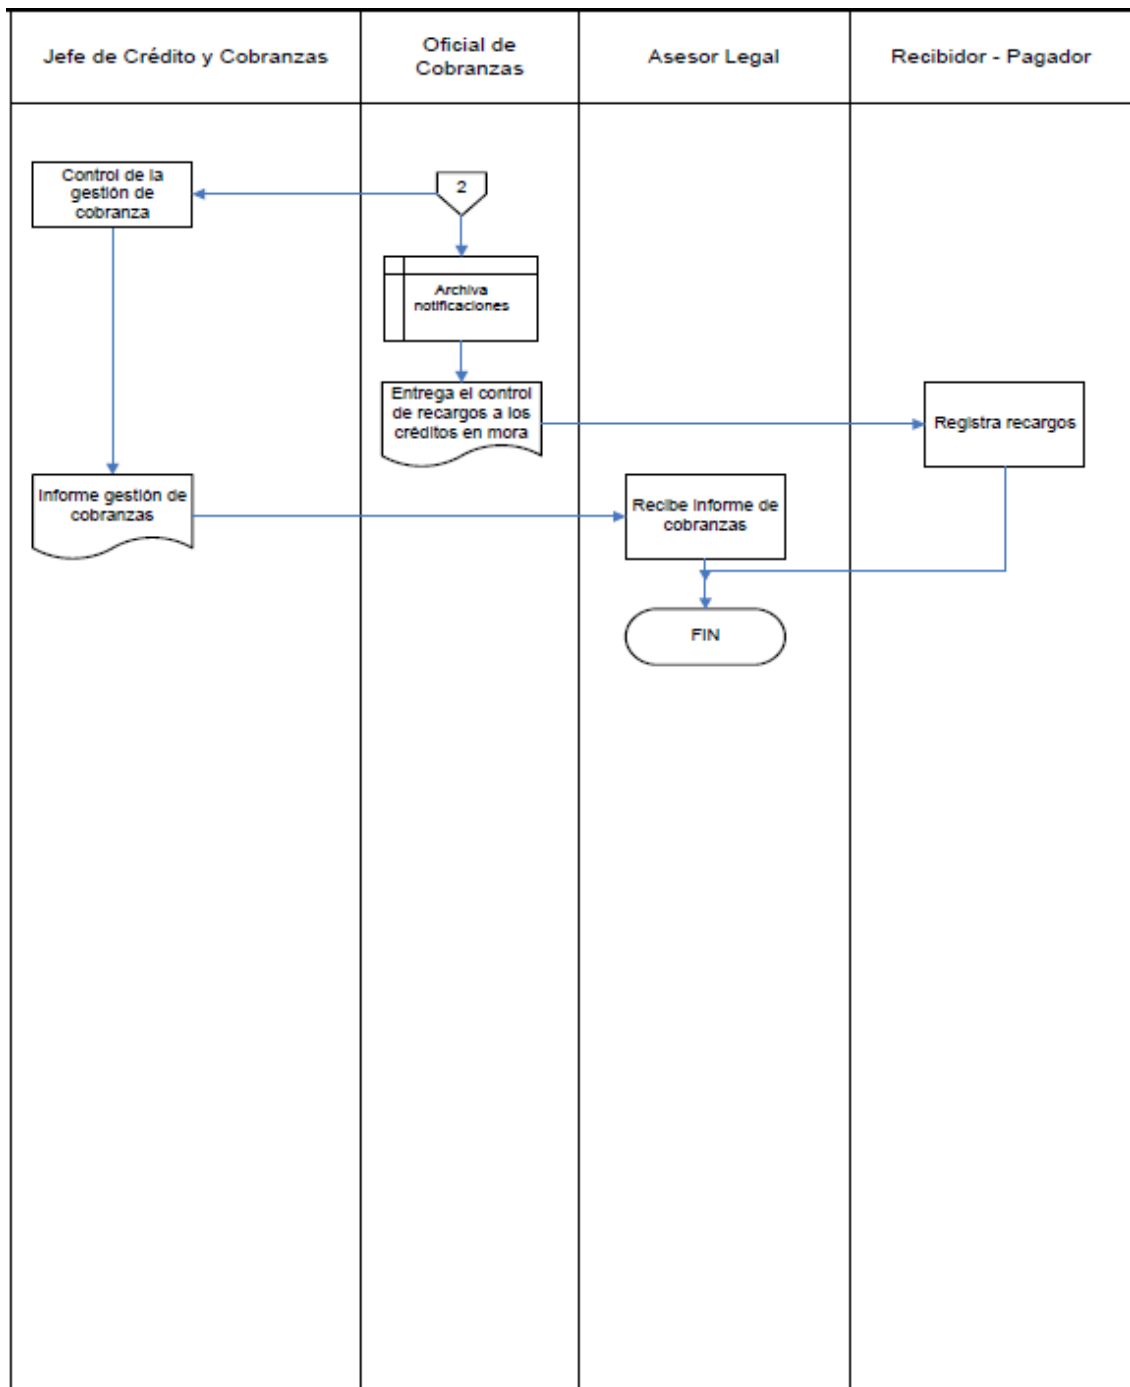 Jefe de Crédito y Cobranzas
Oficial de
Cobranzas
Asesor Legal
Recibidor - Pagador
Control de la
gestión de
cobranza
2
Archiva
notificaciones
Entrega el control
de recargos a los
créditos en mora
Registra recargos
Informe gestión de
cobranzas
Recibe informe de
cobranzas
FIN